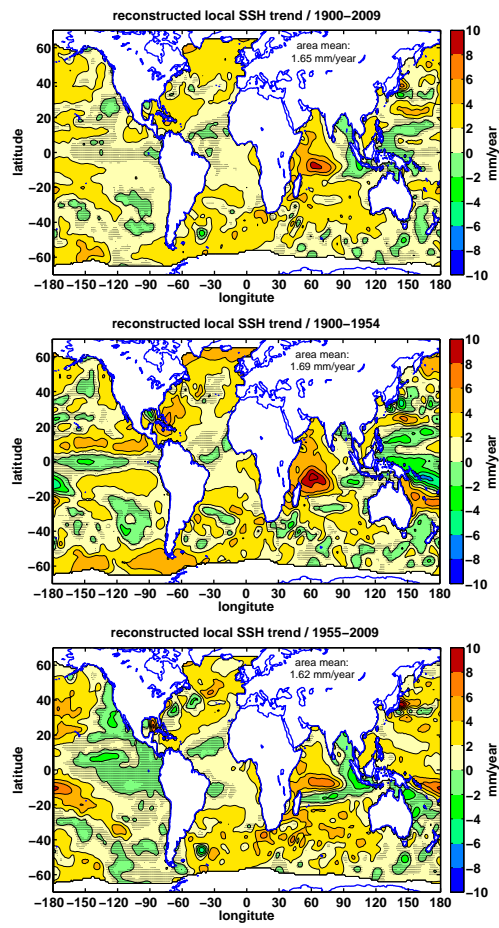 reconstructed local SSH trend / 1900−2009
area mean:
1.65 mm/year
60
40
20
0
−20
−40
−60
latitude
−180 −150 −120 −90 −60 −30 0 30 60 90 120 150 180
longitute
10
8
6
4
2
0
−2
−4
−6
−8
−10
mm/year
reconstructed local SSH trend / 1900−1954
area mean:
1.69 mm/year
60
40
20
0
−20
−40
−60
latitude
−180 −150 −120 −90 −60 −30 0 30 60 90 120 150 180
longitute
10
8
6
4
2
0
−2
−4
−6
−8
−10
mm/year
reconstructed local SSH trend / 1955−2009
area mean:
1.62 mm/year
60
40
20
0
−20
−40
−60
latitude
−180 −150 −120 −90 −60 −30 0 30 60 90 120 150 180
longitute
10
8
6
4
2
0
−2
−4
−6
−8
−10
mm/year